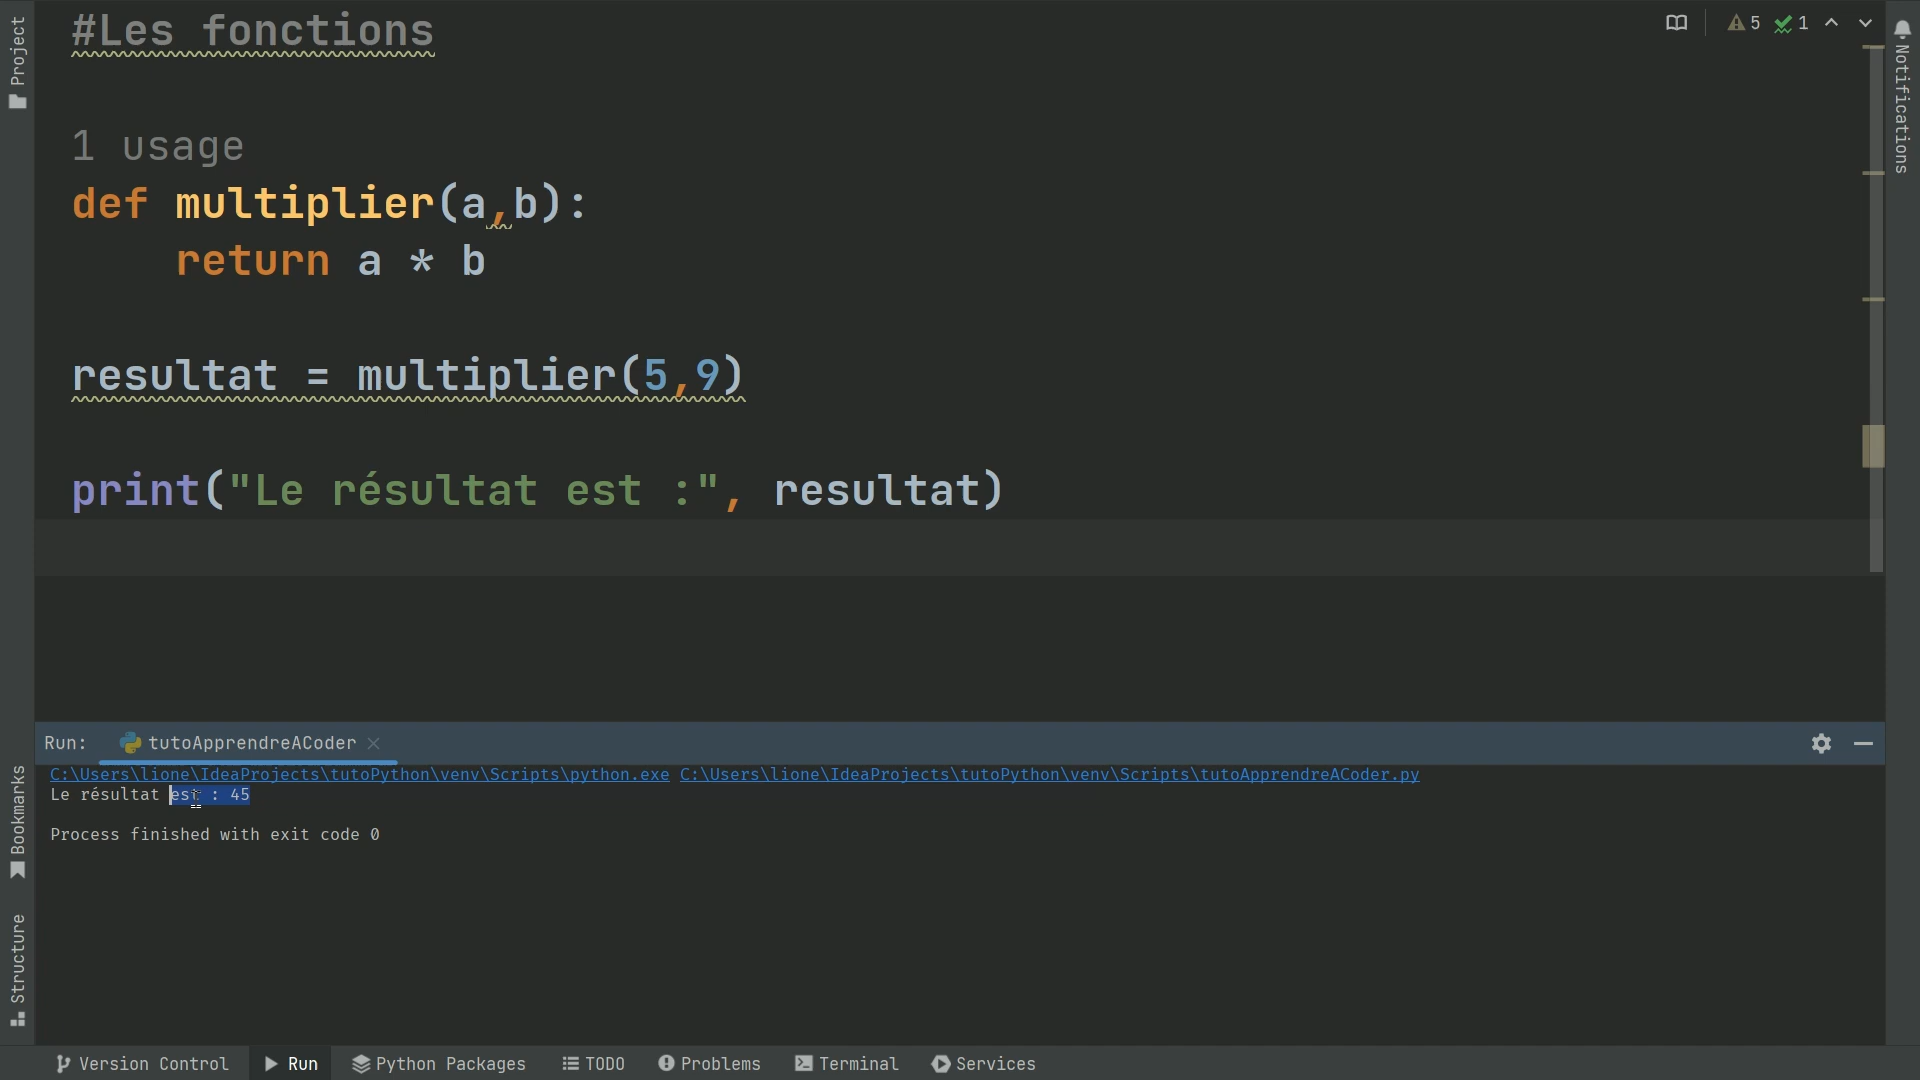 Project
#Les fonctions
5 1
Notifications
1 usage
def multiplier(a,b):
return a * b
resultat = multiplier(5,9)
print("Le résultat est :", resultat)
Run: tutoApprendreACoder
C:\Users\lione\IdeaProjects\tutoPython\venv\Scripts\python.exe C:\Users\lione\IdeaProjects\tutoPython\venv\Scripts\tutoApprendreACoder.py
Le résultat est : 45
Process finished with exit code 0
Bookmarks
Structure
Version Control Run Python Packages TODO Problems Terminal Services